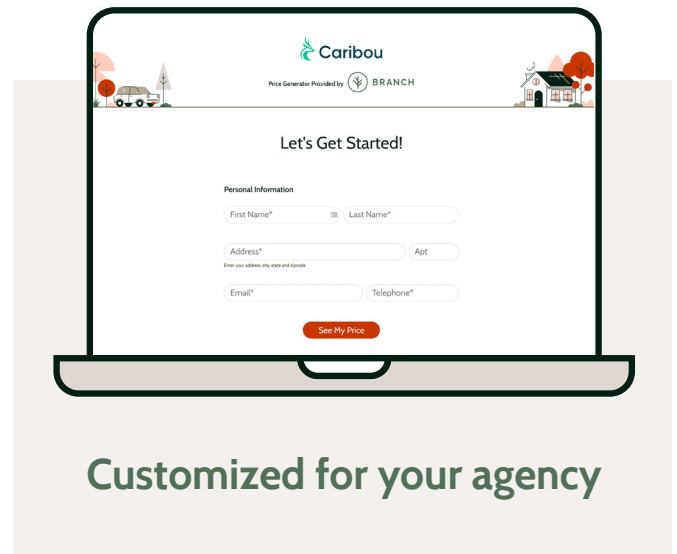 Caribou
Price Generator Provided by BRANCH
Let's Get Started!
Personal Information
First Name* Last Name*
Address* Apt
Enter your address, city, state and zipcode
Email* Telephone*
See My Price
Customized for your agency